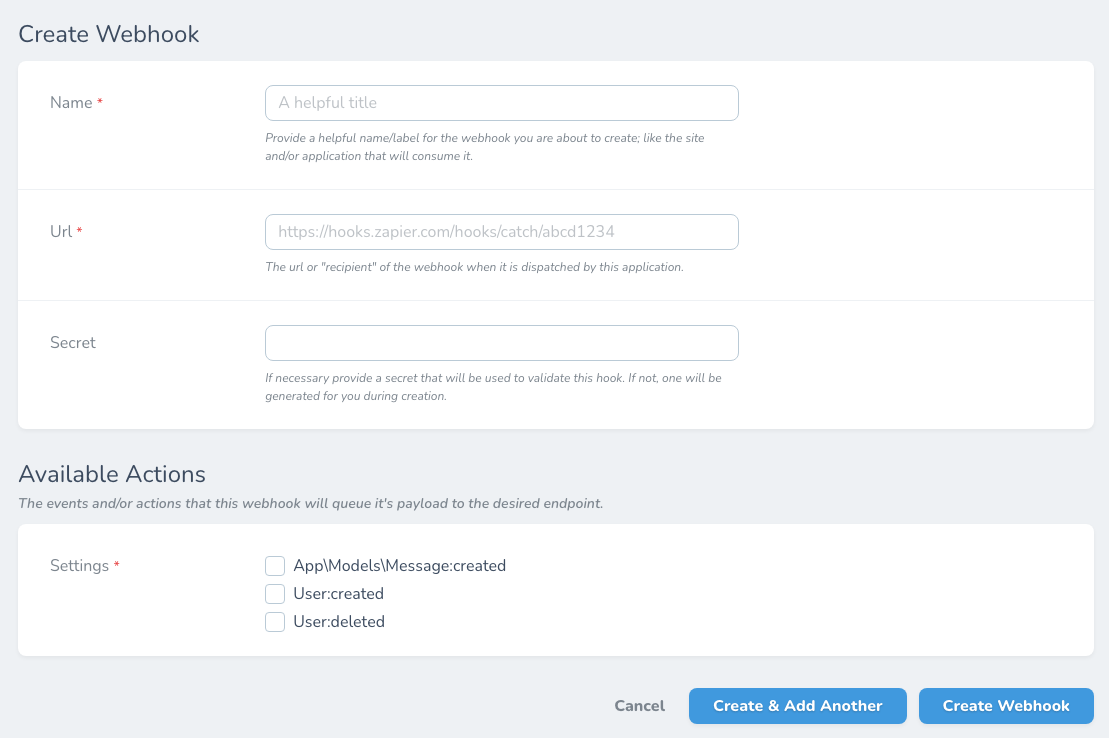 Create Webhook
Name *
A helpful title
Provide a helpful name/label for the webhook you are about to create; like the site
and/or application that will consume it.
Url *
https://hooks.zapier.com/hooks/catch/abcd1234
The url or "recipient" of the webhook when it is dispatched by this application.
Secret
If necessary provide a secret that will be used to validate this hook. If not, one will be
generated for you during creation.
Available Actions
The events and/or actions that this webhook will queue it's payload to the desired endpoint.
Settings *
App\Models\Message:created
User:created
User:deleted
Cancel
Create & Add Another
Create Webhook